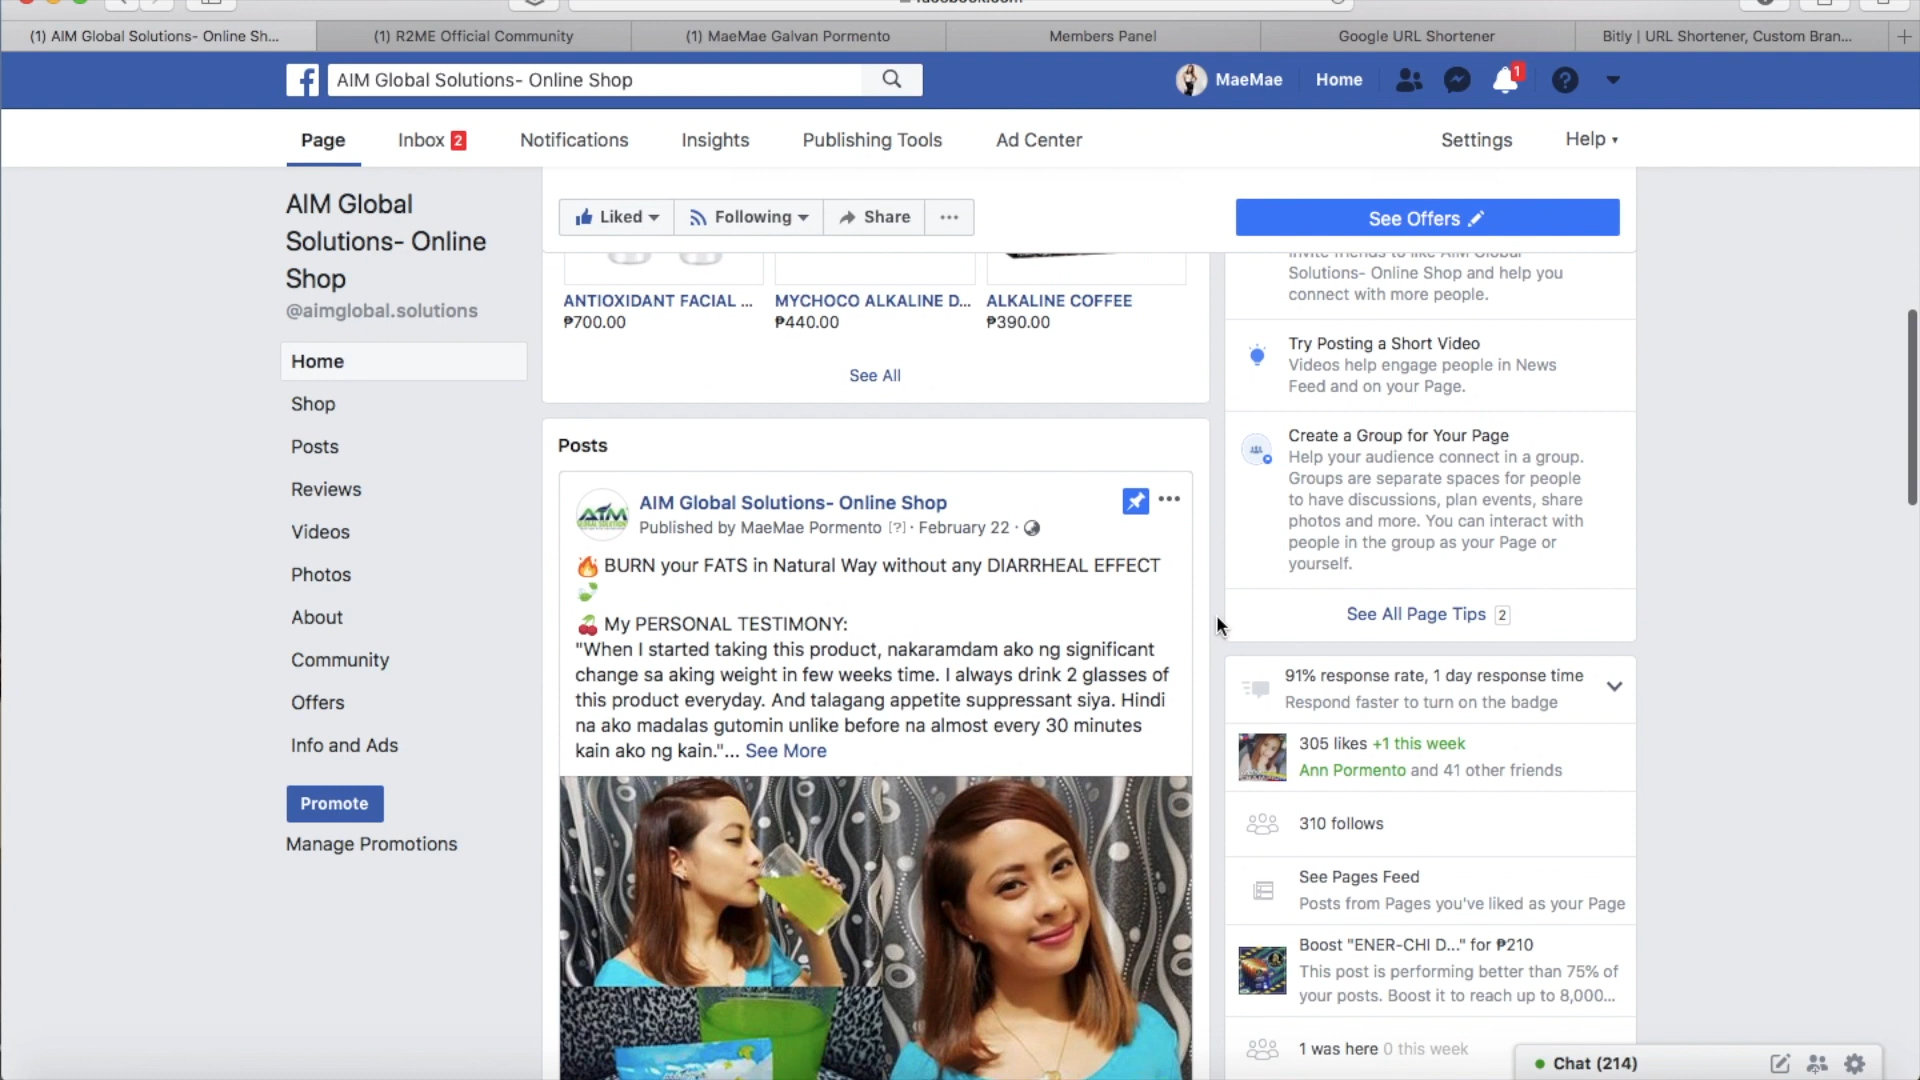 (1) AIM Global Solutions- Online Sh...
(1) R2ME Official Community
(1) MaeMae Galvan Pormento
Members Panel
Google URL Shortener
Bitly | URL Shortener, Custom Bran...
AIM Global Solutions- Online Shop
MaeMae
Home
1
Page
Inbox 2
Notifications
Insights
Publishing Tools
Ad Center
Settings
Help
AIM Global
Solutions- Online
Shop
@aimglobal.solutions
Home
Shop
Posts
Reviews
Videos
Photos
About
Community
Offers
Info and Ads
Promote
Manage Promotions
Liked
Following
Share
See Offers
ANTIOXIDANT FACIAL ...
₱700.00
MYCHOCO ALKALINE D...
₱440.00
ALKALINE COFFEE
₱390.00
See All
Posts
AIM Global Solutions- Online Shop
Published by MaeMae Pormento [?] · February 22 ·
BURN your FATS in Natural Way without any DIARRHEAL EFFECT
My PERSONAL TESTIMONY:
"When I started taking this product, nakaramdam ako ng significant
change sa aking weight in few weeks time. I always drink 2 glasses of
this product everyday. And talagang appetite suppressant siya. Hindi
na ako madalas gutomin unlike before na almost every 30 minutes
kain ako ng kain."... See More
Invite friends to like AIM Global
Solutions- Online Shop and help you
connect with more people.
Try Posting a Short Video
Videos help engage people in News
Feed and on your Page.
Create a Group for Your Page
Help your audience connect in a group.
Groups are separate spaces for people
to have discussions, plan events, share
photos and more. You can interact with
people in the group as your Page or
yourself.
See All Page Tips 2
91% response rate, 1 day response time
Respond faster to turn on the badge
305 likes +1 this week
Ann Pormento and 41 other friends
310 follows
See Pages Feed
Posts from Pages you've liked as your Page
Boost "ENER-CHI D..." for ₱210
This post is performing better than 75% of
your posts. Boost it to reach up to 8,000...
1 was here 0 this week
Chat (214)